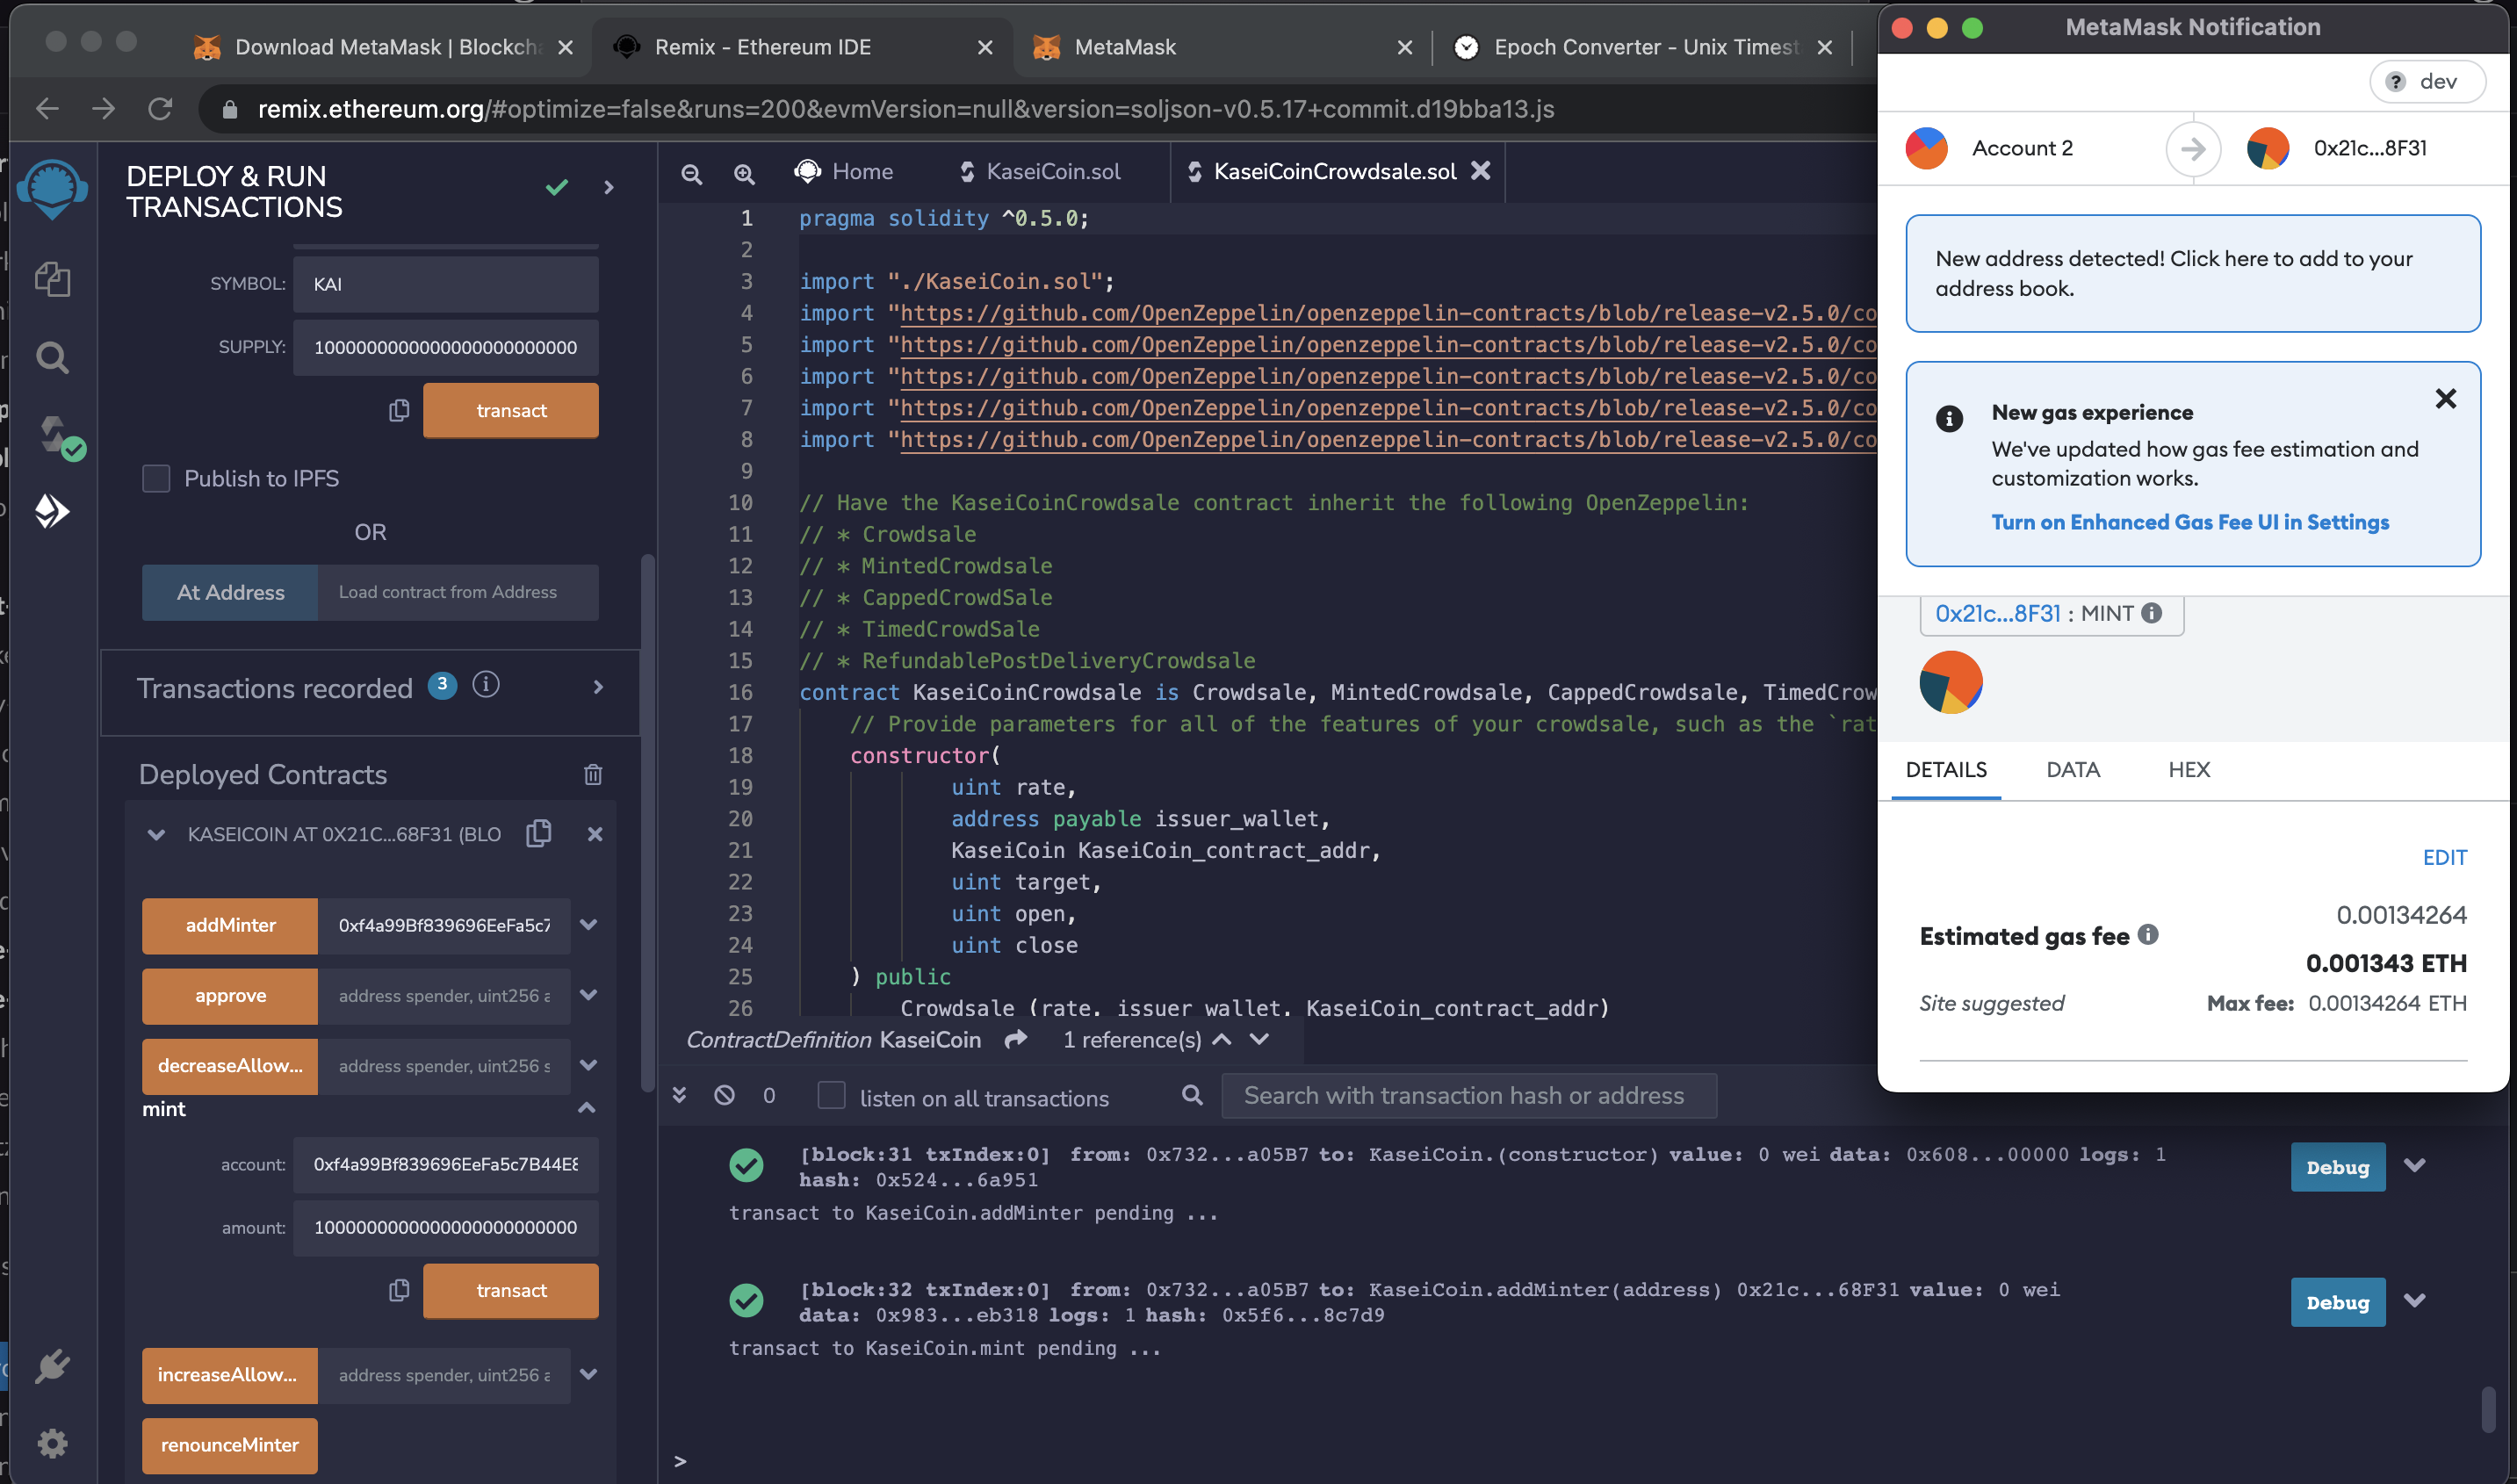 Download MetaMask | Blockcha
Remix - Ethereum IDE
MetaMask
Epoch Converter - Unix Timest
remix.ethereum.org/#optimize=false&runs=200&evmVersion=null&version=soljson-v0.5.17+commit.d19bba13.js
DEPLOY & RUN
TRANSACTIONS
SYMBOL: KAI
SUPPLY: 1000000000000000000000000
transact
Publish to IPFS
OR
At Address Load contract from Address
Transactions recorded 3
Deployed Contracts
KASEICOIN AT 0X21C...68F31 (BLO
addMinter 0xf4a99Bf839696EeFa5c7
approve address spender, uint256 a
decreaseAllow... address spender, uint256 s
mint
account: 0xf4a99Bf839696EeFa5c7B44E8
amount: 1000000000000000000000000
transact
increaseAllow... address spender, uint256 a
renounceMinter
Home
KaseiCoin.sol
KaseiCoinCrowdsale.sol
1 pragma solidity ^0.5.0;
2
3 import "./KaseiCoin.sol";
4 import "https://github.com/OpenZeppelin/openzeppelin-contracts/blob/release-v2.5.0/co
5 import "https://github.com/OpenZeppelin/openzeppelin-contracts/blob/release-v2.5.0/co
6 import "https://github.com/OpenZeppelin/openzeppelin-contracts/blob/release-v2.5.0/co
7 import "https://github.com/OpenZeppelin/openzeppelin-contracts/blob/release-v2.5.0/co
8 import "https://github.com/OpenZeppelin/openzeppelin-contracts/blob/release-v2.5.0/co
9
10 // Have the KaseiCoinCrowdsale contract inherit the following OpenZeppelin:
11 // * Crowdsale
12 // * MintedCrowdsale
13 // * CappedCrowdSale
14 // * TimedCrowdSale
15 // * RefundablePostDeliveryCrowdsale
16 contract KaseiCoinCrowdsale is Crowdsale, MintedCrowdsale, CappedCrowdsale, TimedCrow
17 // Provide parameters for all of the features of your crowdsale, such as the `rat
18 constructor(
19 uint rate,
20 address payable issuer_wallet,
21 KaseiCoin KaseiCoin_contract_addr,
22 uint target,
23 uint open,
24 uint close
25 ) public
26 Crowdsale (rate, issuer_wallet, KaseiCoin_contract_addr)
ContractDefinition KaseiCoin 1 reference(s)
0 listen on all transactions Search with transaction hash or address
[block:31 txIndex:0] from: 0x732...a05B7 to: KaseiCoin.(constructor) value: 0 wei data: 0x608...00000 logs: 1
hash: 0x524...6a951
Debug
transact to KaseiCoin.addMinter pending ...
[block:32 txIndex:0] from: 0x732...a05B7 to: KaseiCoin.addMinter(address) 0x21c...68F31 value: 0 wei
data: 0x983...eb318 logs: 1 hash: 0x5f6...8c7d9
Debug
transact to KaseiCoin.mint pending ...
>
MetaMask Notification
? dev
Account 2 0x21c...8F31
New address detected! Click here to add to your
address book.
New gas experience
We've updated how gas fee estimation and
customization works.
Turn on Enhanced Gas Fee UI in Settings
0x21c...8F31 : MINT
DETAILS DATA HEX
EDIT
0.00134264
Estimated gas fee
0.001343 ETH
Site suggested Max fee: 0.00134264 ETH